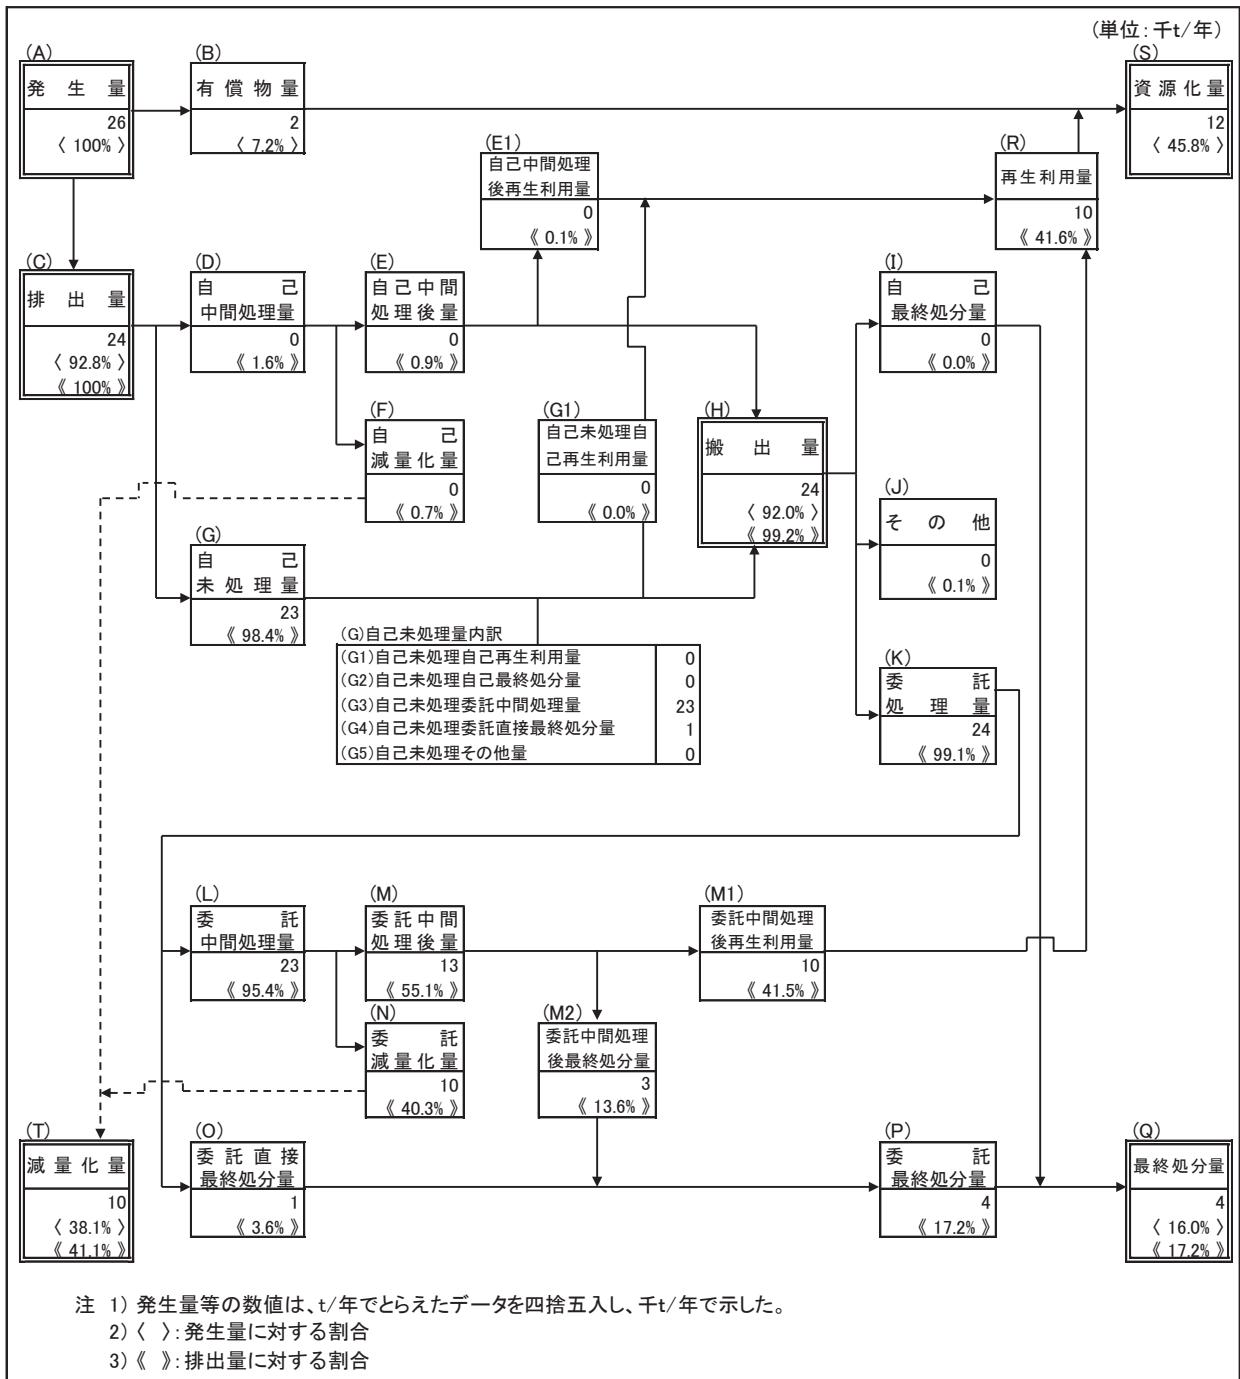 (単位:千t/年)
(A)
発生量
26
〈 100% 〉
(B)
有償物量
2
〈 7.2% 〉
(S)
資源化量
12
〈 45.8% 〉
(E1)
自己中間処理
後再生利用量
0
《 0.1% 》
(R)
再生利用量
10
《 41.6% 》
(C)
排出量
24
〈 92.8% 〉
《 100% 》
(D)
自己
中間処理量
0
《 1.6% 》
(E)
自己中間
処理後量
0
《 0.9% 》
(I)
自己
最終処分量
0
《 0.0% 》
(F)
自己
減量化量
0
《 0.7% 》
(G1)
自己未処理自
己再生利用量
0
《 0.0% 》
(H)
搬出量
24
〈 92.0% 〉
《 99.2% 》
(J)
その他
0
《 0.1% 》
(G)
自己
未処理量
23
《 98.4% 》
(G)自己未処理量内訳
(G1)自己未処理自己再生利用量 0
(G2)自己未処理自己最終処分量 0
(G3)自己未処理委託中間処理量 23
(G4)自己未処理委託直接最終処分量 1
(G5)自己未処理その他量 0
(K)
委託
処理量
24
《 99.1% 》
(L)
委託
中間処理量
23
《 95.4% 》
(M)
委託中間
処理後量
13
《 55.1% 》
(M1)
委託中間処理
後再生利用量
10
《 41.5% 》
(N)
委託
減量化量
10
《 40.3% 》
(M2)
委託中間処理
後最終処分量
3
《 13.6% 》
(T)
減量化量
10
〈 38.1% 〉
《 41.1% 》
(O)
委託直接
最終処分量
1
《 3.6% 》
(P)
委託
最終処分量
4
《 17.2% 》
(Q)
最終処分量
4
〈 16.0% 〉
《 17.2% 》
注 1) 発生量等の数値は、t/年でとらえたデータを四捨五入し、千t/年で示した。
2)〈 〉:発生量に対する割合
3)《 》:排出量に対する割合